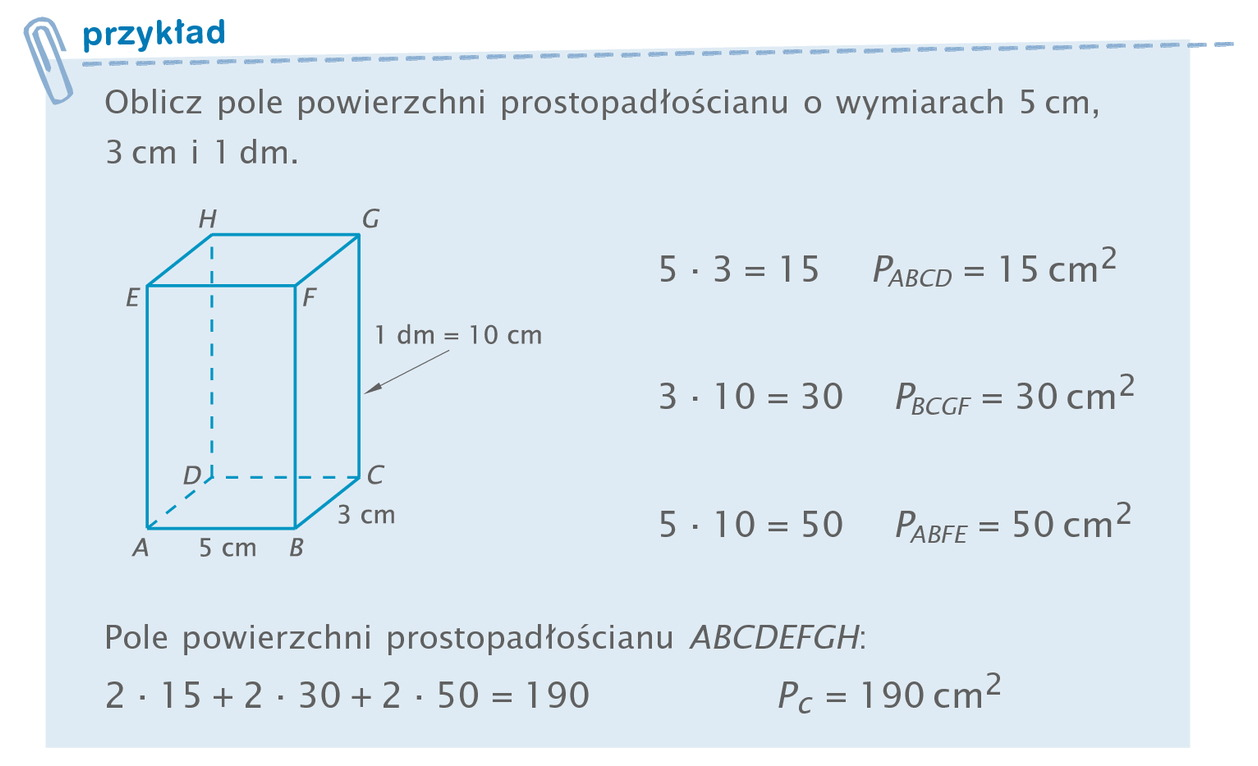 przykład
Oblicz pole powierzchni prostopadłościanu o wymiarach 5 cm,
3 cm i 1 dm.
H
G
E
F
1 dm = 10 cm
D
C
3 cm
A
5 cm
B
5 · 3 = 15 P_ABCD = 15 cm²
3 · 10 = 30 P_BCGF = 30 cm²
5 · 10 = 50 P_ABFE = 50 cm²
Pole powierzchni prostopadłościanu ABCDEFGH:
2 · 15 + 2 · 30 + 2 · 50 = 190 P_C = 190 cm²